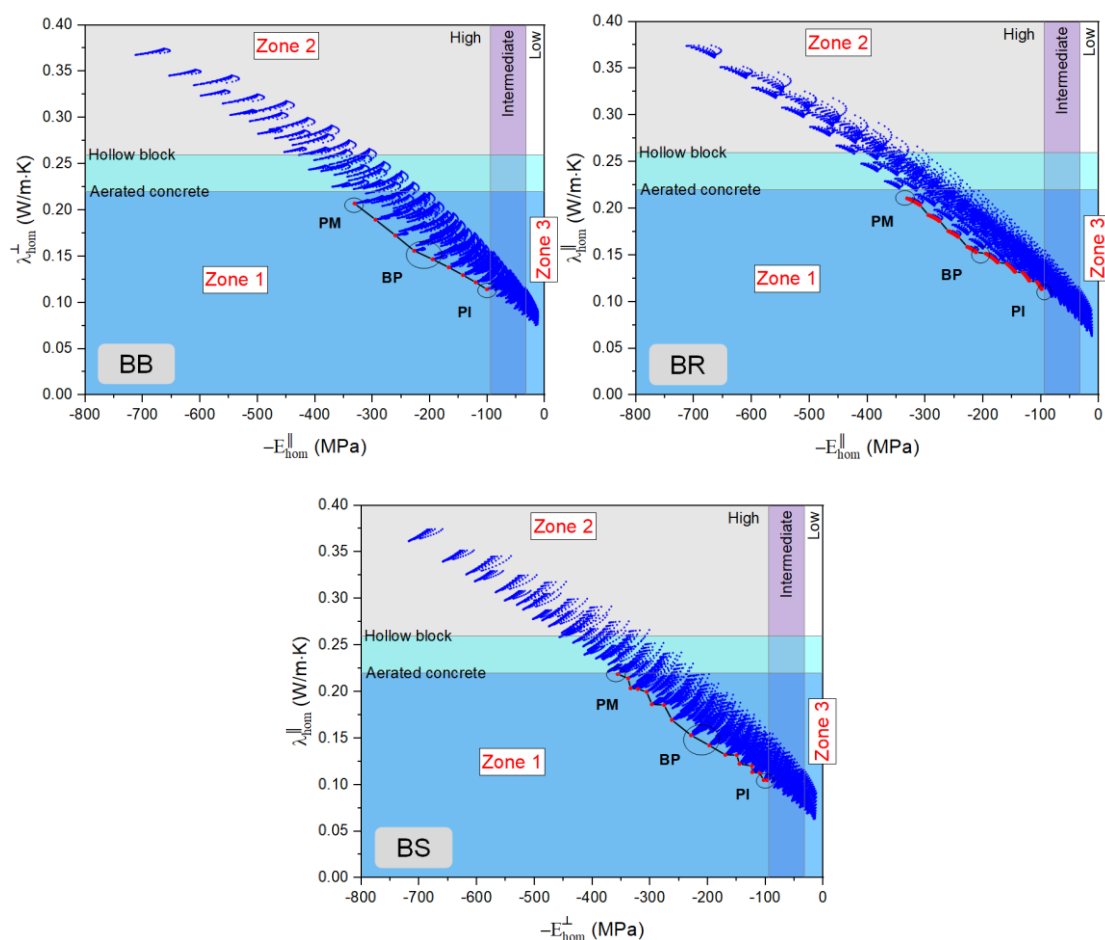 0.40
0.35
0.30
0.25
0.20
0.15
0.10
0.05
0.00
λ⊥hom (W/m·K)
Zone 2
High
Intermediate
Low
Hollow block
Aerated concrete
PM
BP
PI
Zone 1
Zone 3
BB
-800 -700 -600 -500 -400 -300 -200 -100 0
−E∥hom (MPa)
0.40
0.35
0.30
0.25
0.20
0.15
0.10
0.05
0.00
λ∥hom (W/m·K)
Zone 2
High
Intermediate
Low
Hollow block
Aerated concrete
PM
BP
PI
Zone 1
Zone 3
BR
-800 -700 -600 -500 -400 -300 -200 -100 0
−E∥hom (MPa)
0.40
0.35
0.30
0.25
0.20
0.15
0.10
0.05
0.00
λ∥hom (W/m·K)
Zone 2
High
Intermediate
Low
Hollow block
Aerated concrete
PM
BP
PI
Zone 1
Zone 3
BS
-800 -700 -600 -500 -400 -300 -200 -100 0
−E⊥hom (MPa)